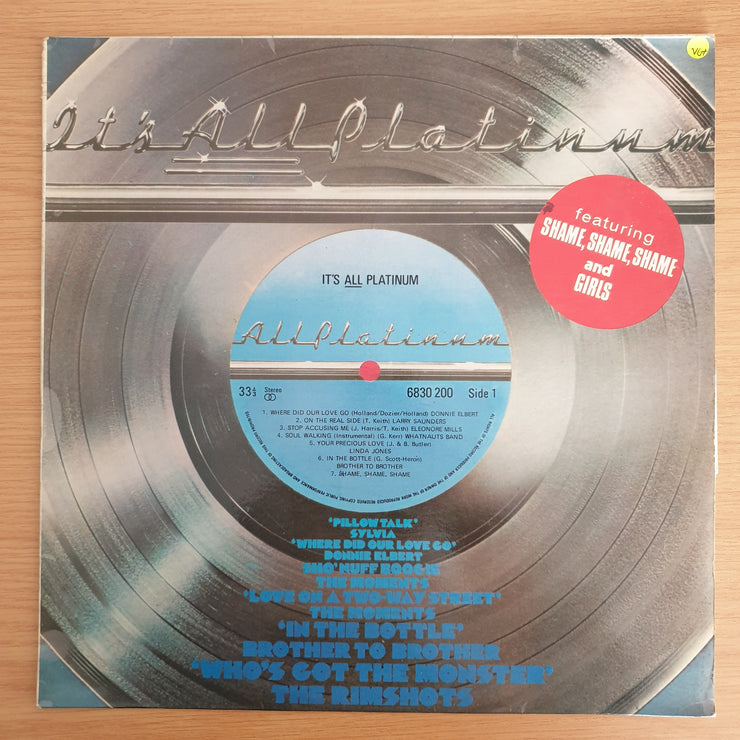 VG+
It's All Platinum
featuring
SHAME, SHAME, SHAME
and
GIRLS
IT'S ALL PLATINUM
All Platinum
33⅓ Stereo 6830 200 Side 1
1. WHERE DID OUR LOVE GO (Holland/Dozier/Holland) DONNIE ELBERT
2. ON THE REAL SIDE (T. Keith) LARRY SAUNDERS
3. STOP ACCUSING ME (J. Harris/T. Keith) ELEONORE MILLS
4. SOUL WALKING (Instrumental) (G. Kerr) WHATNAUTS BAND
5. YOUR PRECIOUS LOVE (J. & B. Butler)
LINDA JONES
6. IN THE BOTTLE (G. Scott-Heron)
BROTHER TO BROTHER
7. SHAME, SHAME, SHAME
'PILLOW TALK'
SYLVIA
'WHERE DID OUR LOVE GO'
DONNIE ELBERT
SHO' NUFF BOOGIE
THE MOMENTS
'LOVE ON A TWO-WAY STREET'
THE MOMENTS
'IN THE BOTTLE'
BROTHER TO BROTHER
'WHO'S GOT THE MONSTER'
THE RIMSHOTS